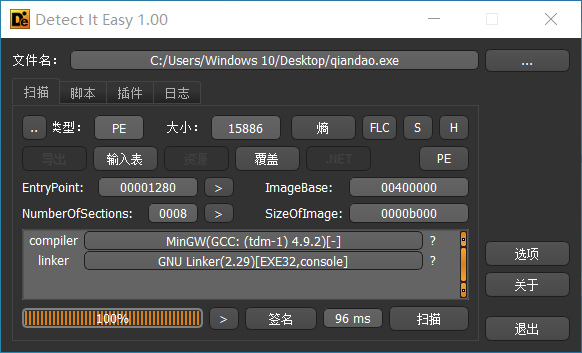 Detect It Easy 1.00
文件名： C:/Users/Windows 10/Desktop/qiandao.exe ...
扫描 脚本 插件 日志
.. 类型： PE 大小： 15886 熵 FLC S H
导出 输入表 资源 覆盖 .NET PE
EntryPoint: 00001280 > ImageBase: 00400000
NumberOfSections: 0008 > SizeOfImage: 0000b000
compiler MinGW(GCC: (tdm-1) 4.9.2)[-] ?
linker GNU Linker(2.29)[EXE32,console] ?
选项
关于
100% > 签名 96 ms 扫描
退出